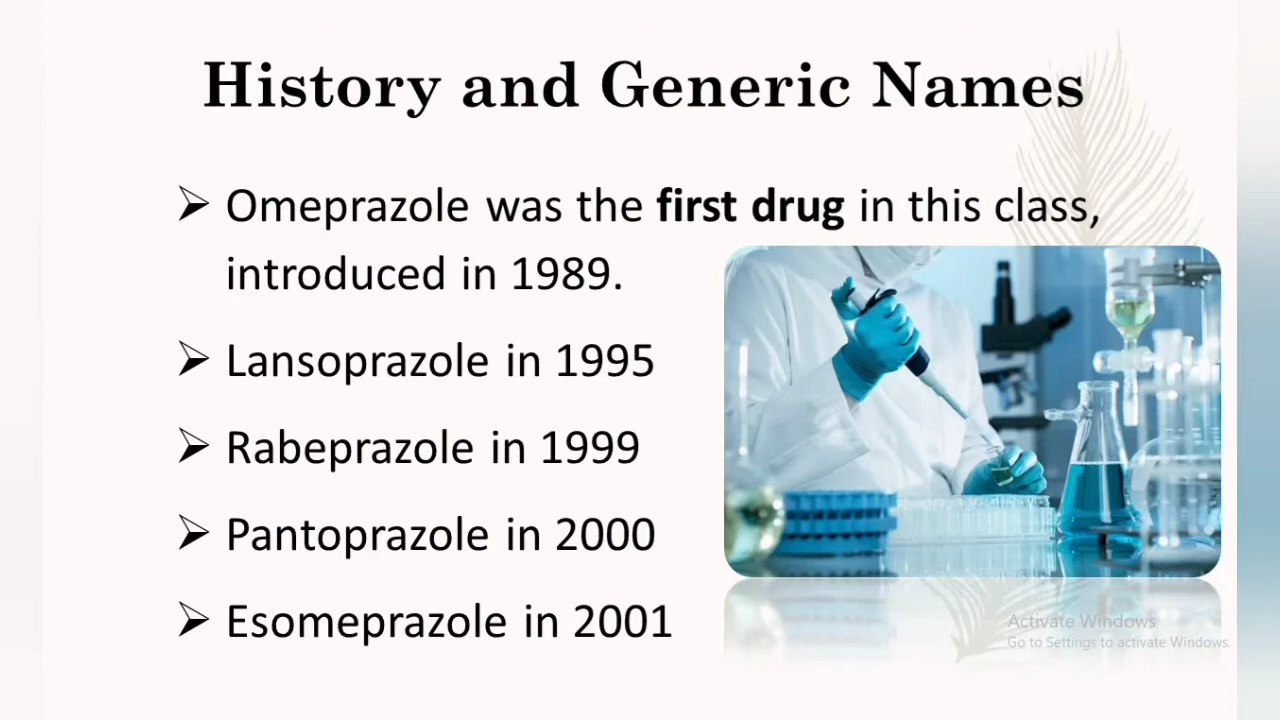 History and Generic Names
➢ Omeprazole was the first drug in this class,
introduced in 1989.
➢ Lansoprazole in 1995
➢ Rabeprazole in 1999
➢ Pantoprazole in 2000
➢ Esomeprazole in 2001
Activate Windows
Go to Settings to activate Windows.